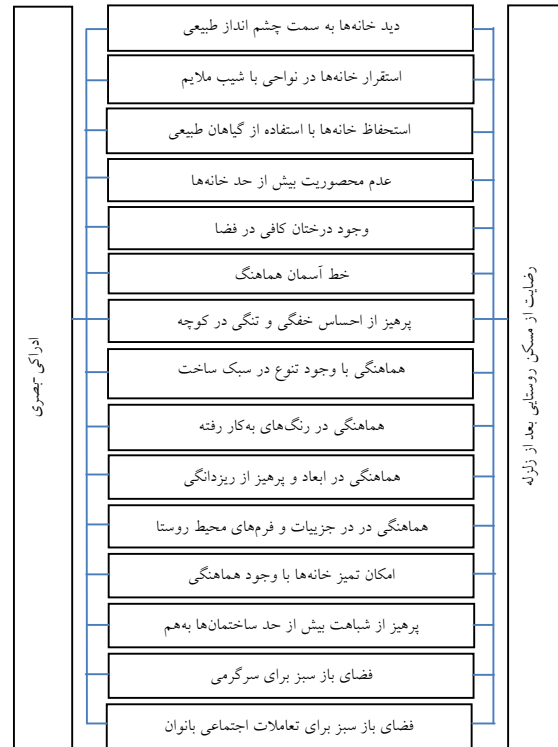 رضایت از مسکن روستایی بعد از زلزله
دید خانه‌ها به سمت چشم انداز طبیعی
استقرار خانه‌ها در نواحی با شیب ملایم
استحفاظ خانه‌ها با استفاده از گیاهان طبیعی
عدم محصوریت بیش از حد خانه‌ها
وجود درختان کافی در فضا
خط آسمان هماهنگ
پرهیز از احساس خفگی و تنگی در کوچه
هماهنگی با وجود تنوع در سبک ساخت
هماهنگی در رنگ‌های به‌کار رفته
هماهنگی در ابعاد و پرهیز از ریزدانگی
هماهنگی در در جزییات و فرم‌های محیط روستا
امکان تمیز خانه‌ها با وجود هماهنگی
پرهیز از شباهت بیش از حد ساختمان‌ها به‌هم
فضای باز سبز برای سرگرمی
فضای باز سبز برای تعاملات اجتماعی بانوان
ادراکی-بصری